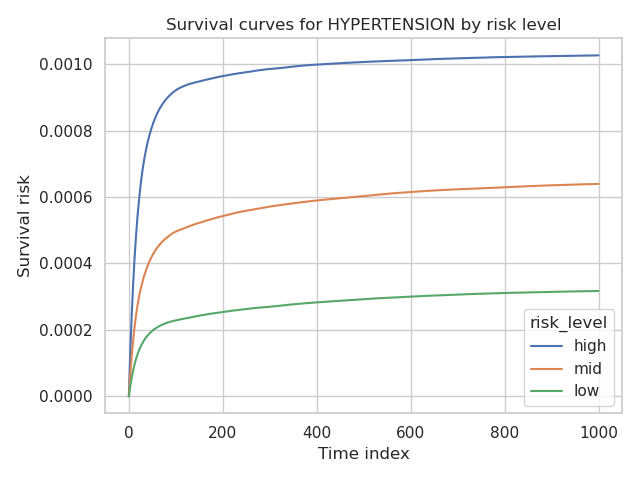 Survival curves for HYPERTENSION by risk level
Survival risk
0.0010
0.0008
0.0006
0.0004
0.0002
0.0000
0
200
400
600
800
1000
Time index
risk_level
high
mid
low